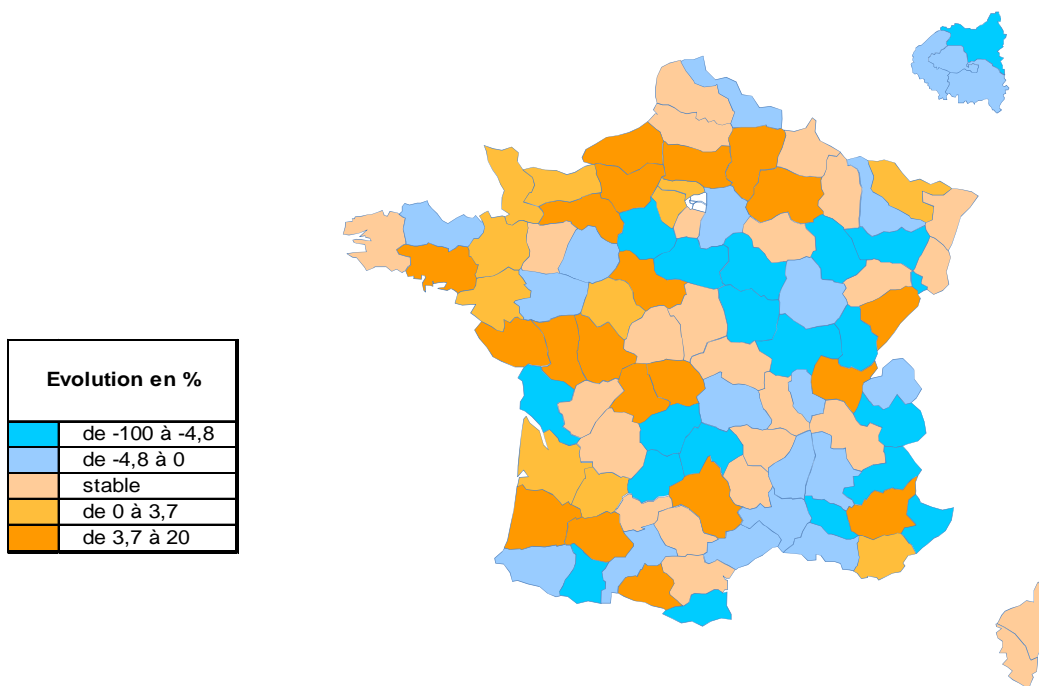 Evolution en %
de -100 à -4,8
de -4,8 à 0
stable
de 0 à 3,7
de 3,7 à 20